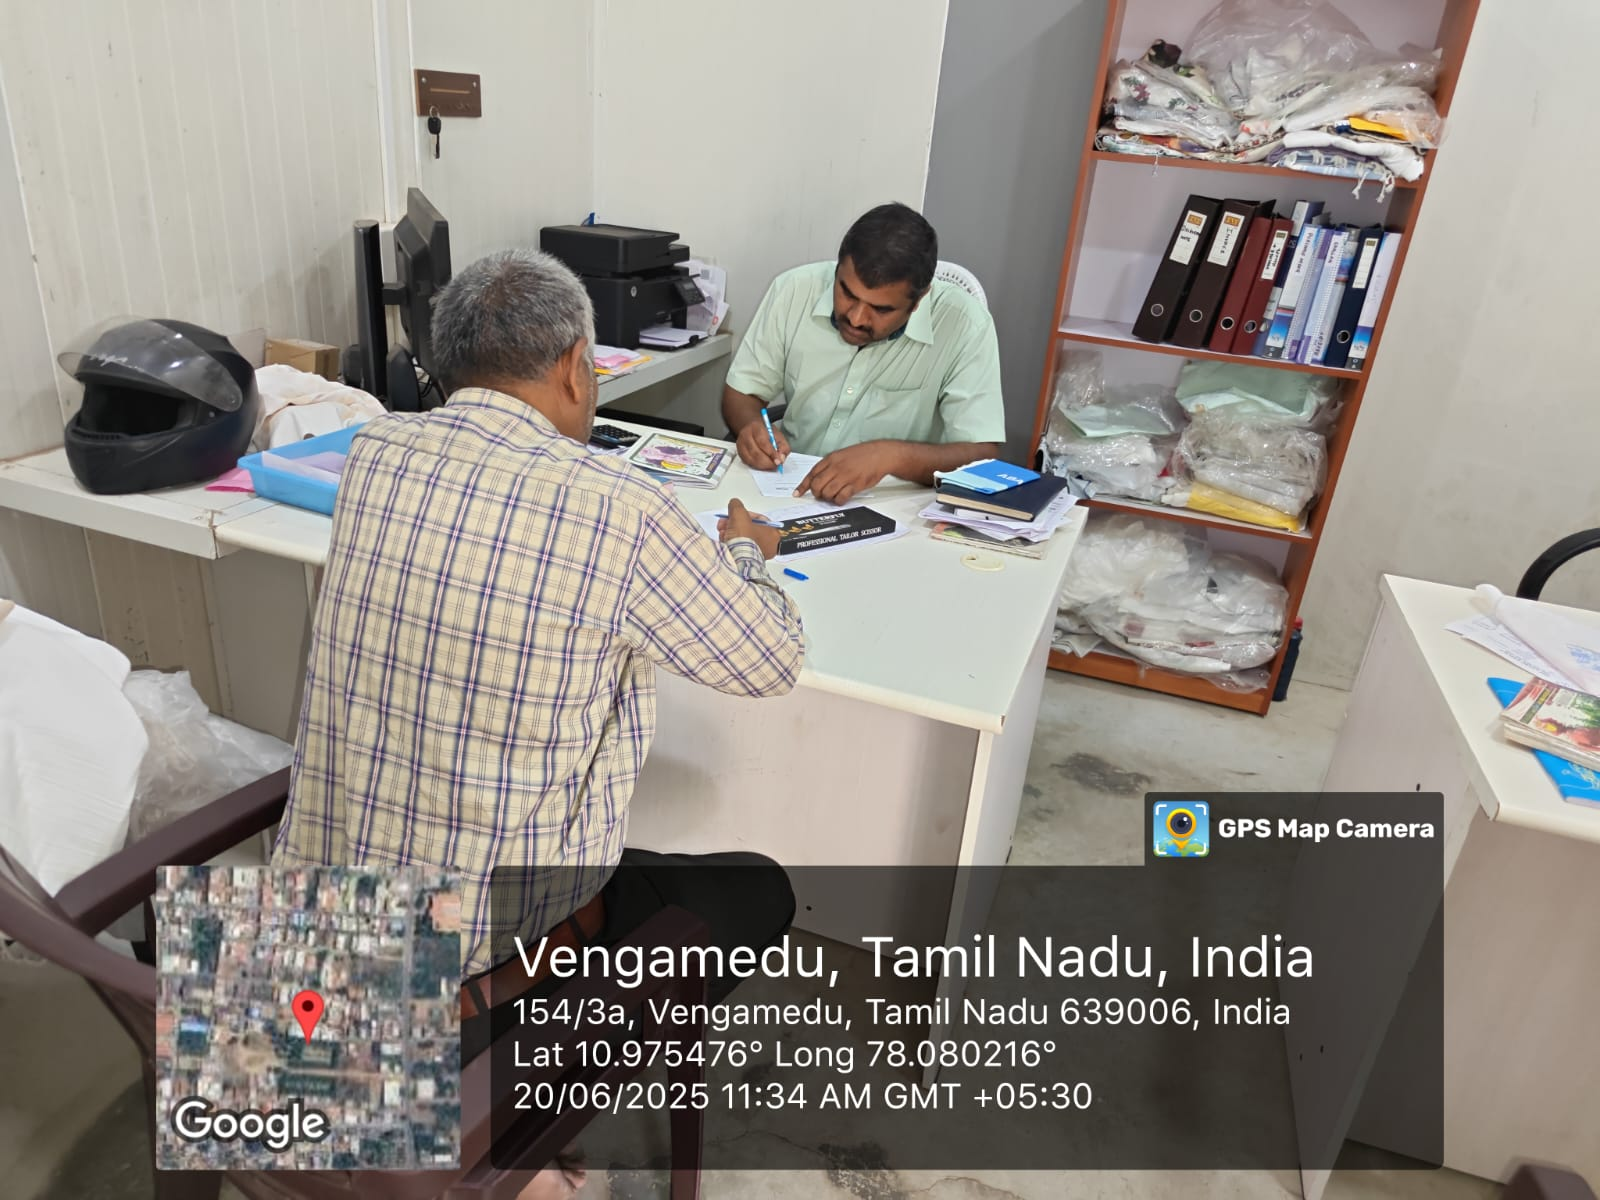 BUTTERFLY
PROFESSIONAL TAILOR SCISSOR
GPS Map Camera
Vengamedu, Tamil Nadu, India
154/3a, Vengamedu, Tamil Nadu 639006, India
Lat 10.975476° Long 78.080216°
20/06/2025 11:34 AM GMT +05:30
Google